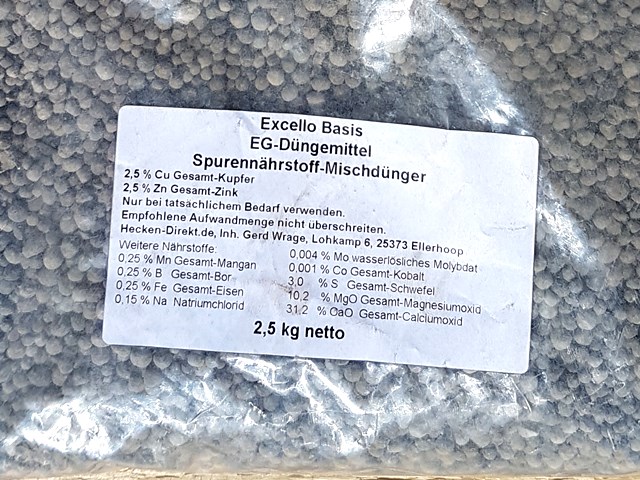 Excello Basis
EG-Düngemittel
Spurennährstoff-Mischdünger
2,5 % Cu Gesamt-Kupfer
2,5 % Zn Gesamt-Zink
Nur bei tatsächlichem Bedarf verwenden.
Empfohlene Aufwandmenge nicht überschreiten.
Hecken-Direkt.de, Inh. Gerd Wrage, Lohkamp 6, 25373 Ellerhoop
Weitere Nährstoffe:
0,25 % Mn Gesamt-Mangan
0,25 % B Gesamt-Bor
0,25 % Fe Gesamt-Eisen
0,15 % Na Natriumchlorid
0,004 % Mo wasserlösliches Molybdat
0,001 % Co Gesamt-Kobalt
3,0 % S Gesamt-Schwefel
10,2 % MgO Gesamt-Magnesiumoxid
31,2 % CaO Gesamt-Calciumoxid
2,5 kg netto